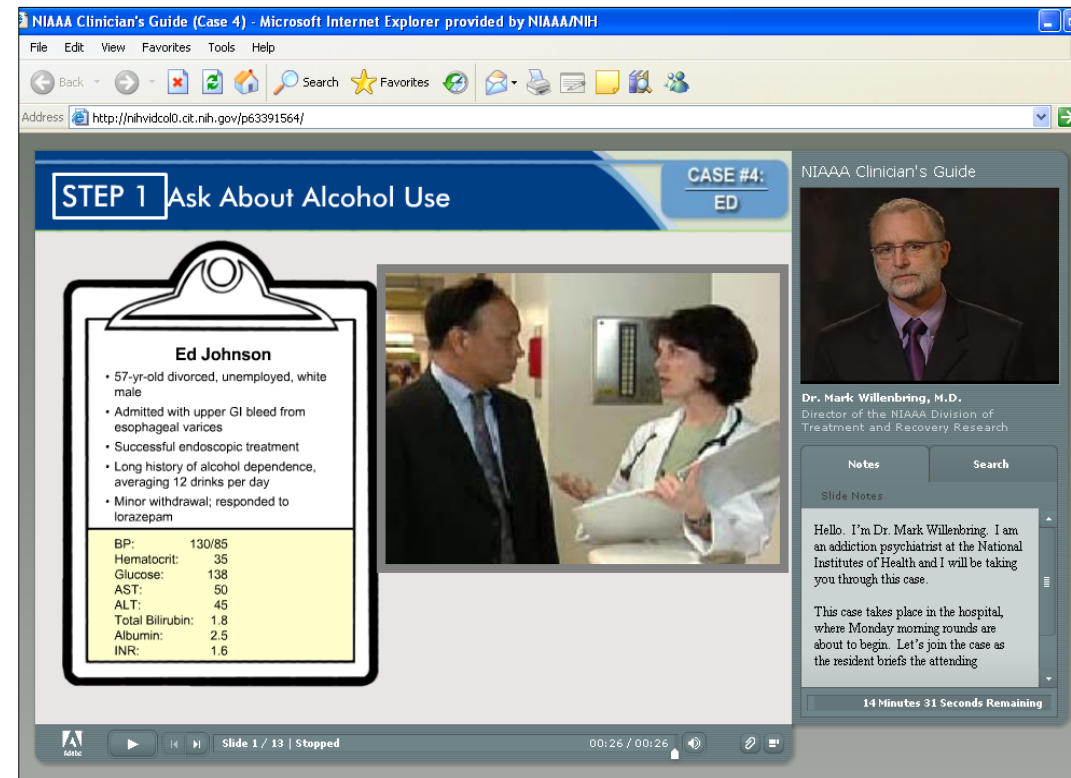 NIAAA Clinician's Guide (Case 4) - Microsoft Internet Explorer provided by NIAAA/NIH
File Edit View Favorites Tools Help
Back Search Favorites
Address http://nihvidcol0.cit.nih.gov/p63391564/
STEP 1 Ask About Alcohol Use
CASE #4:
ED
Ed Johnson
• 57-yr-old divorced, unemployed, white
male
• Admitted with upper GI bleed from
esophageal varices
• Successful endoscopic treatment
• Long history of alcohol dependence,
averaging 12 drinks per day
• Minor withdrawal; responded to
lorazepam
BP: 130/85
Hematocrit: 35
Glucose: 138
AST: 50
ALT: 45
Total Bilirubin: 1.8
Albumin: 2.5
INR: 1.6
NIAAA Clinician's Guide
Dr. Mark Willenbring, M.D.
Director of the NIAAA Division of
Treatment and Recovery Research
Notes Search
Slide Notes
Hello. I'm Dr. Mark Willenbring. I am
an addiction psychiatrist at the National
Institutes of Health and I will be taking
you through this case.
This case takes place in the hospital,
where Monday morning rounds are
about to begin. Let's join the case as
the resident briefs the attending
14 Minutes 31 Seconds Remaining
Adobe
Slide 1 / 13 | Stopped 00:26 / 00:26